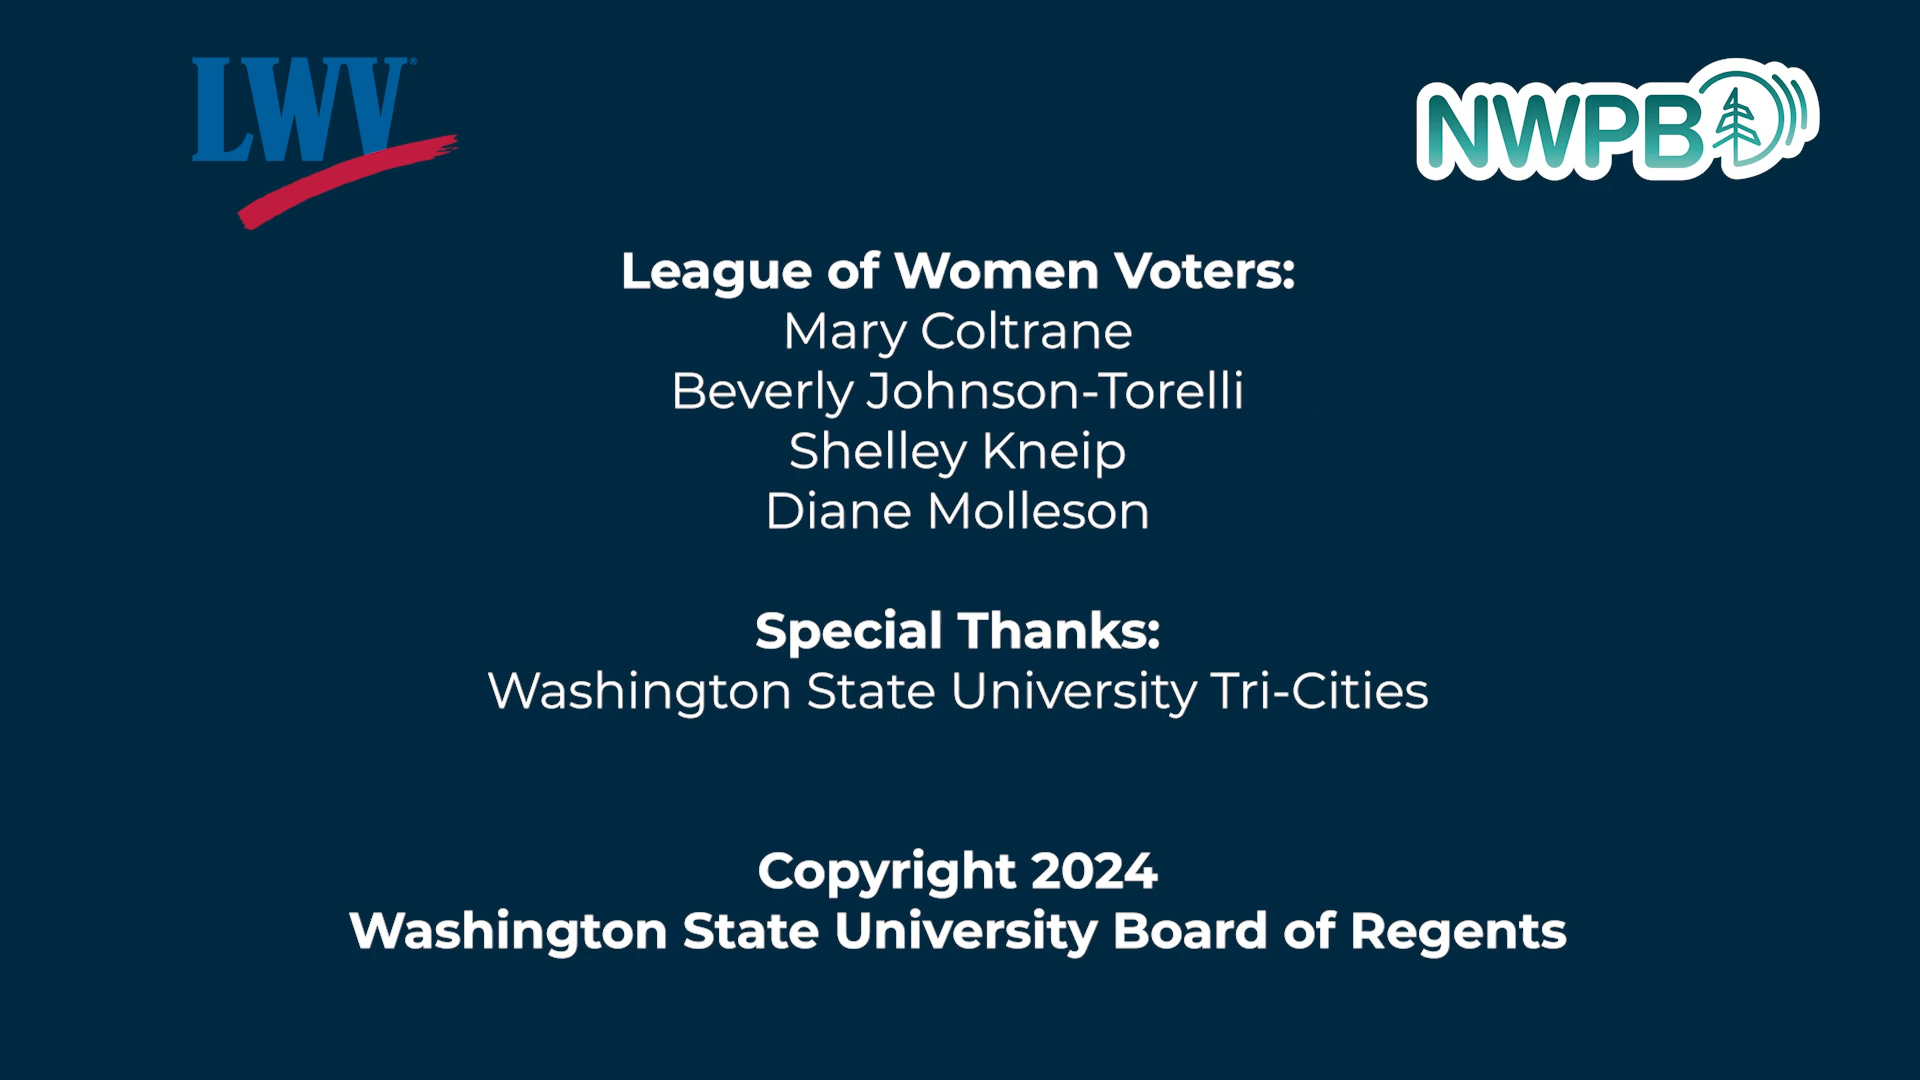 LWV®
NWPB
League of Women Voters:
Mary Coltrane
Beverly Johnson-Torelli
Shelley Kneip
Diane Molleson
Special Thanks:
Washington State University Tri-Cities
Copyright 2024
Washington State University Board of Regents